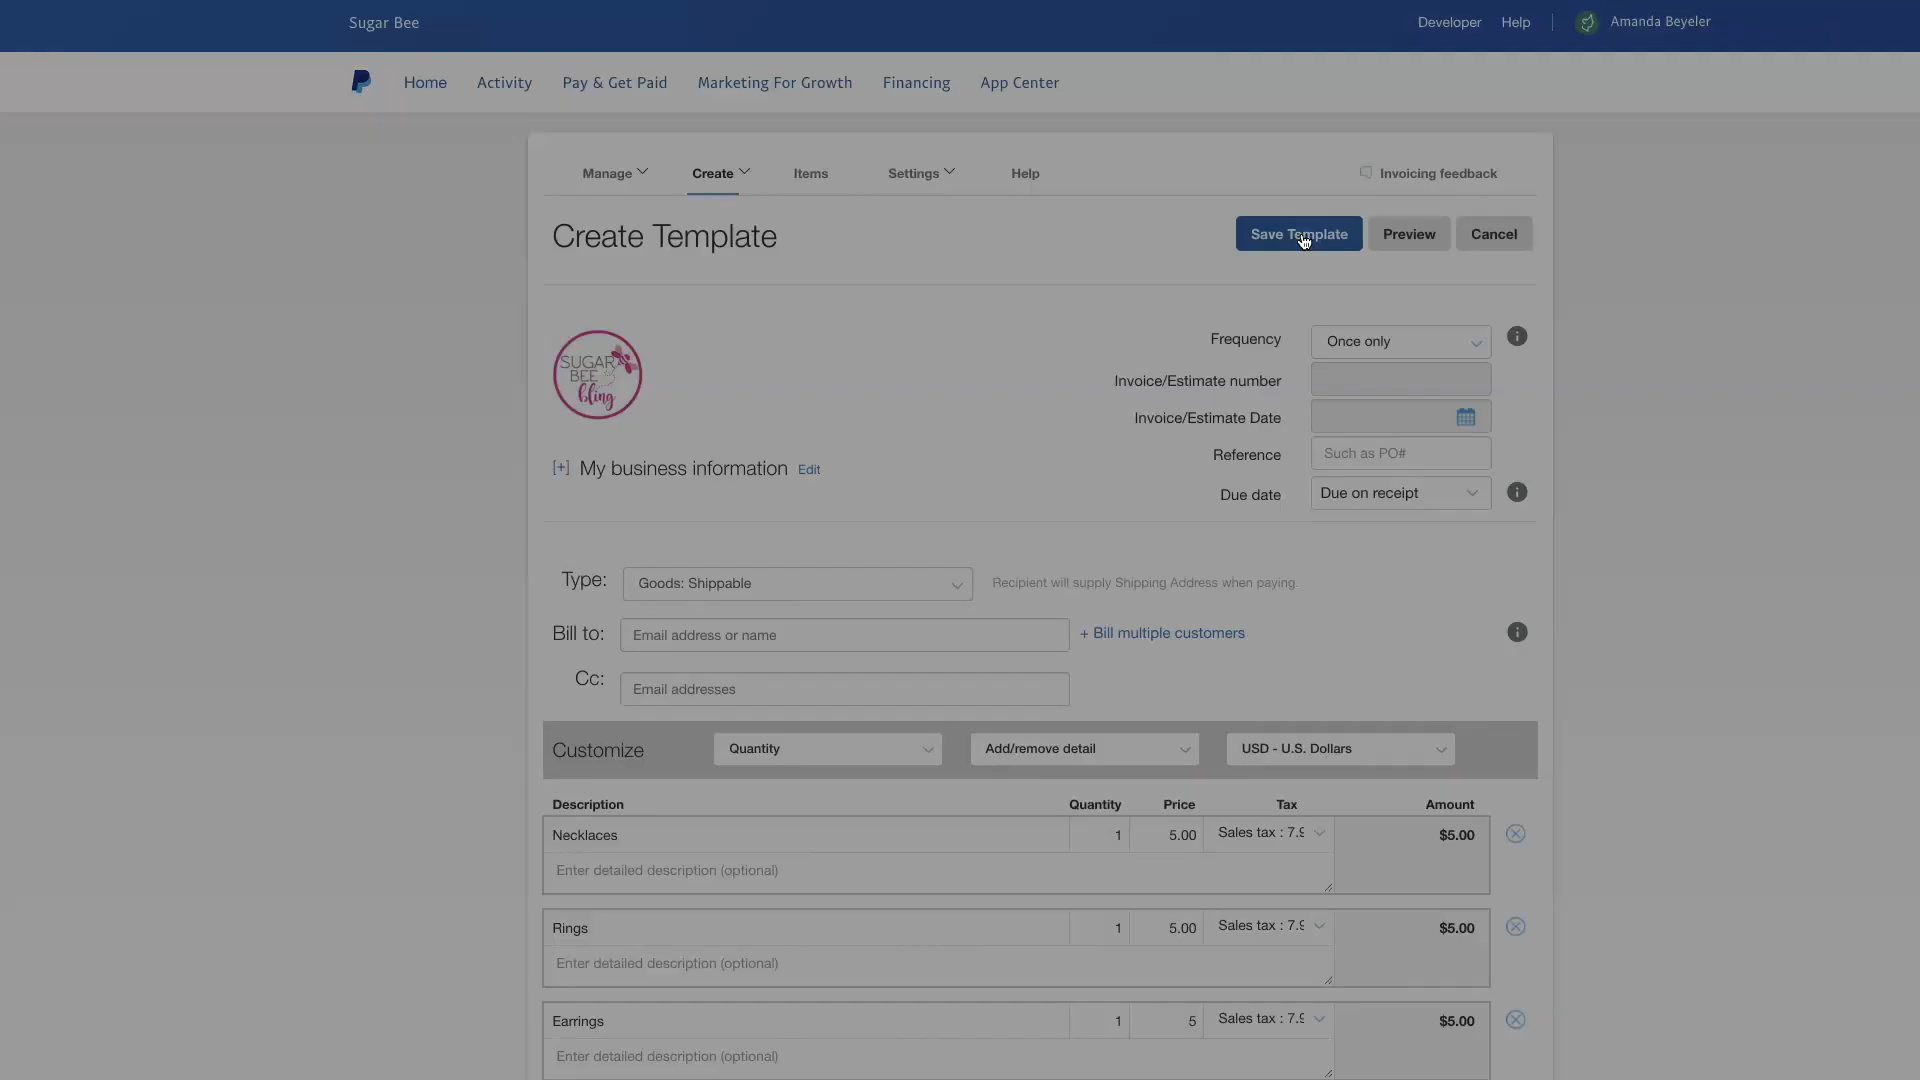 Sugar Bee
Developer Help Amanda Beyeler
Home Activity Pay & Get Paid Marketing For Growth Financing App Center
Manage Create Items Settings Help Invoicing feedback
Create Template
Save Template Preview Cancel
SUGAR
BEE
bling
Frequency Once only
Invoice/Estimate number
Invoice/Estimate Date
Reference Such as PO#
[+] My business information Edit
Due date Due on receipt
Type: Goods: Shippable Recipient will supply Shipping Address when paying.
Bill to: Email address or name + Bill multiple customers
Cc: Email addresses
Customize Quantity Add/remove detail USD - U.S. Dollars
Description Quantity Price Tax Amount
Necklaces 1 5.00 Sales tax : 7.9 $5.00
Enter detailed description (optional)
Rings 1 5.00 Sales tax : 7.9 $5.00
Enter detailed description (optional)
Earrings 1 5 Sales tax : 7.9 $5.00
Enter detailed description (optional)